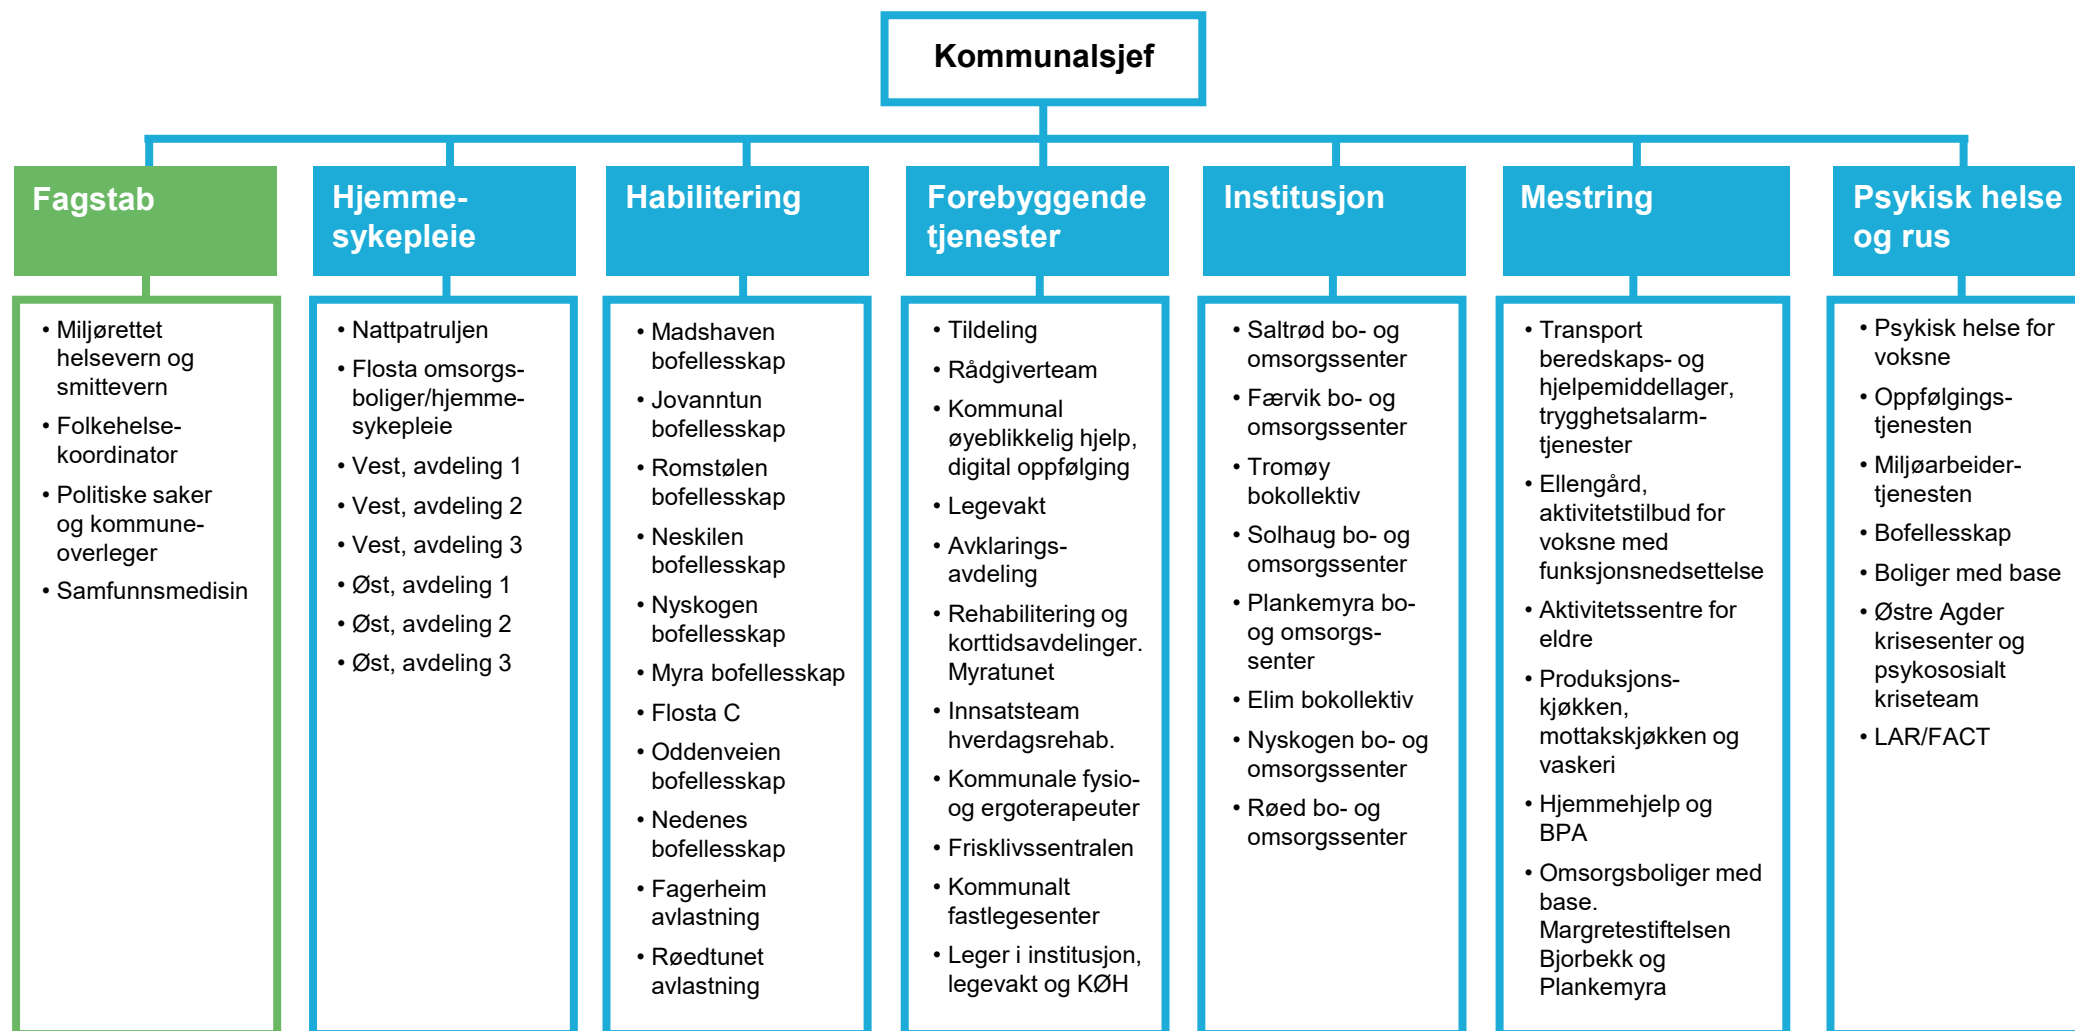 Kommunalsjef
Fagstab
• Miljørettet
helsevern og
smittevern
• Folkehelse-
koordinator
• Politiske saker
og kommune-
overleger
• Samfunnsmedisin
Hjemme-
sykepleie
• Nattpatruljen
• Flosta omsorgs-
boliger/hjemme-
sykepleie
• Vest, avdeling 1
• Vest, avdeling 2
• Vest, avdeling 3
• Øst, avdeling 1
• Øst, avdeling 2
• Øst, avdeling 3
Habilitering
• Madshaven
bofellesskap
• Jovanntun
bofellesskap
• Romstølen
bofellesskap
• Neskilen
bofellesskap
• Nyskogen
bofellesskap
• Myra bofellesskap
• Flosta C
• Oddenveien
bofellesskap
• Nedenes
bofellesskap
• Fagerheim
avlastning
• Røedtunet
avlastning
Forebyggende
tjenester
• Tildeling
• Rådgiverteam
• Kommunal
øyeblikkelig hjelp,
digital oppfølging
• Legevakt
• Avklarings-
avdeling
• Rehabilitering og
korttidsavdelinger.
Myratunet
• Innsatsteam
hverdagsrehab.
• Kommunale fysio-
og ergoterapeuter
• Frisklivssentralen
• Kommunalt
fastlegesenter
• Leger i institusjon,
legevakt og KØH
Institusjon
• Saltrød bo- og
omsorgssenter
• Færvik bo- og
omsorgssenter
• Tromøy
bokollektiv
• Solhaug bo- og
omsorgssenter
• Plankemyra bo-
og omsorgs-
senter
• Elim bokollektiv
• Nyskogen bo- og
omsorgssenter
• Røed bo- og
omsorgssenter
Mestring
• Transport
beredskaps- og
hjelpemiddellager,
trygghetsalarm-
tjenester
• Ellengård,
aktivitetstilbud for
voksne med
funksjonsnedsettelse
• Aktivitetssentre for
eldre
• Produksjons-
kjøkken,
mottakskjøkken og
vaskeri
• Hjemmehjelp og
BPA
• Omsorgsboliger med
base.
Margretestiftelsen
Bjorbekk og
Plankemyra
Psykisk helse
og rus
• Psykisk helse for
voksne
• Oppfølgings-
tjenesten
• Miljøarbeider-
tjenesten
• Bofellesskap
• Boliger med base
• Østre Agder
krisesenter og
psykososialt
kriseteam
• LAR/FACT